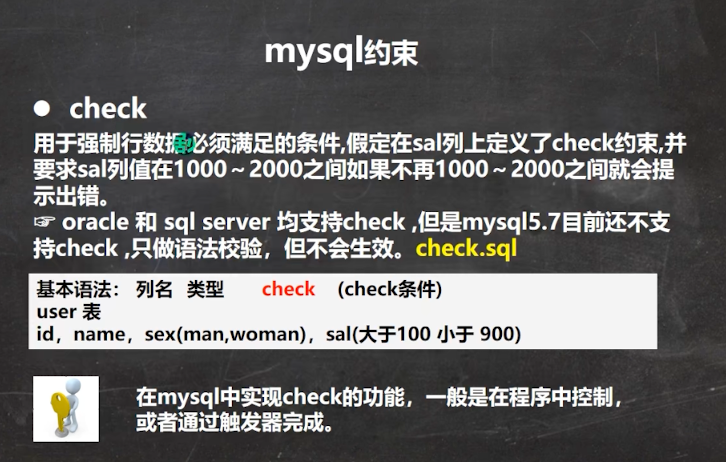 mysql约束
● check
用于强制行数据必须满足的条件,假定在sal列上定义了check约束,并
要求sal列值在1000～2000之间如果不再1000～2000之间就会提
示出错。
☞ oracle 和 sql server 均支持check ,但是mysql5.7目前还不支
持check ,只做语法校验，但不会生效。check.sql
基本语法： 列名 类型 check (check条件)
user 表
id，name，sex(man,woman)，sal(大于100 小于 900)
在mysql中实现check的功能，一般是在程序中控制，
或者通过触发器完成。